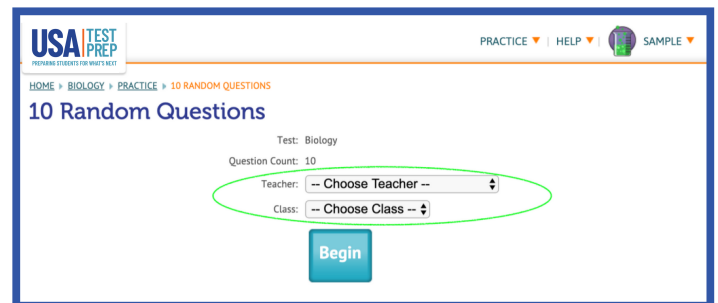 USA TEST
PREP
PREPARING STUDENTS FOR WHAT'S NEXT
PRACTICE ▼ | HELP ▼ | SAMPLE ▼
HOME ▶ BIOLOGY ▶ PRACTICE ▶ 10 RANDOM QUESTIONS
10 Random Questions
Test: Biology
Question Count: 10
Teacher: -- Choose Teacher --
Class: -- Choose Class --
Begin